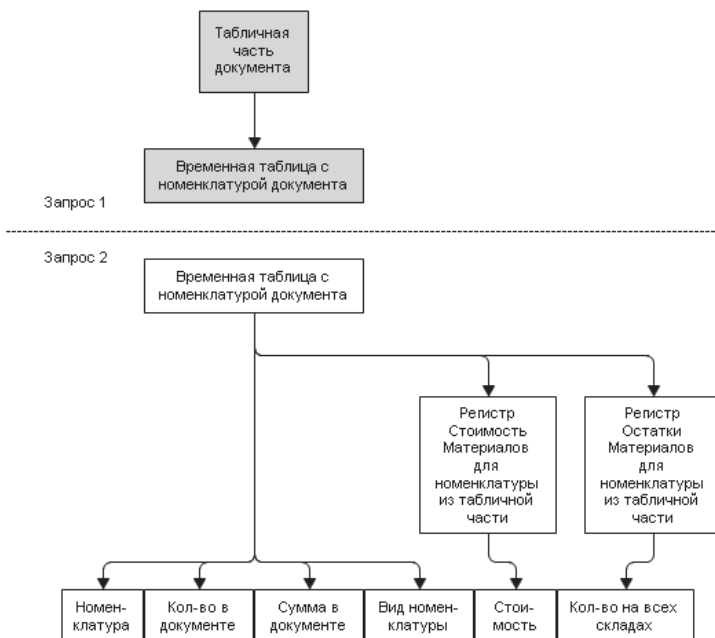 Табличная
часть
документа
Временная таблица с
номенклатурой документа
Запрос 1
Запрос 2
Временная таблица с
номенклатурой документа
Регистр
Стоимость
Материалов
для
номенклатуры
из табличной
части
Регистр
Остатки
Материалов
для
номенклатуры
из табличной
части
Номен-
клатура
Кол-во в
документе
Сумма в
документе
Вид номен-
клатуры
Стои-
мость
Кол-во на всех
складах